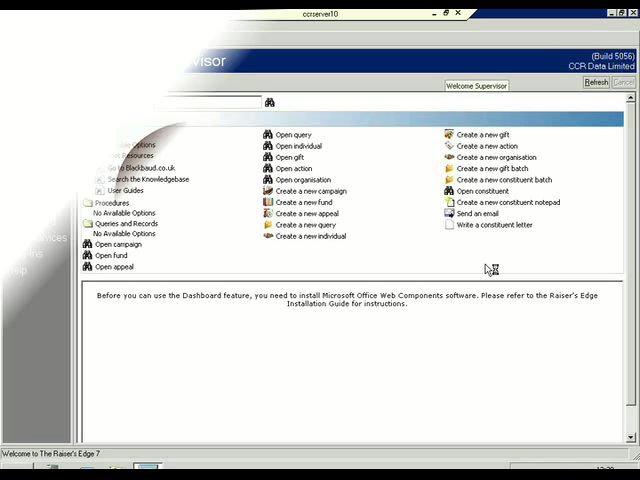 ccrserver10
(Build 5056)
CCR Data Limited
Refresh Cancel
Welcome Supervisor
Open query
Create a new gift
Options
Open individual
Create a new action
Resources
Open gift
Create a new organisation
Go to Blackbaud.co.uk
Open action
Create a new gift batch
Search the Knowledgebase
Open organisation
Create a new constituent batch
User Guides
Create a new campaign
Open constituent
Procedures
Create a new fund
Create a new constituent notepad
No Available Options
Create a new appeal
Send an email
Queries and Records
Create a new query
Write a constituent letter
No Available Options
Create a new individual
Open campaign
Open fund
Open appeal
Before you can use the Dashboard feature, you need to install Microsoft Office Web Components software. Please refer to the Raiser's Edge
Installation Guide for instructions.
Welcome to The Raiser's Edge 7